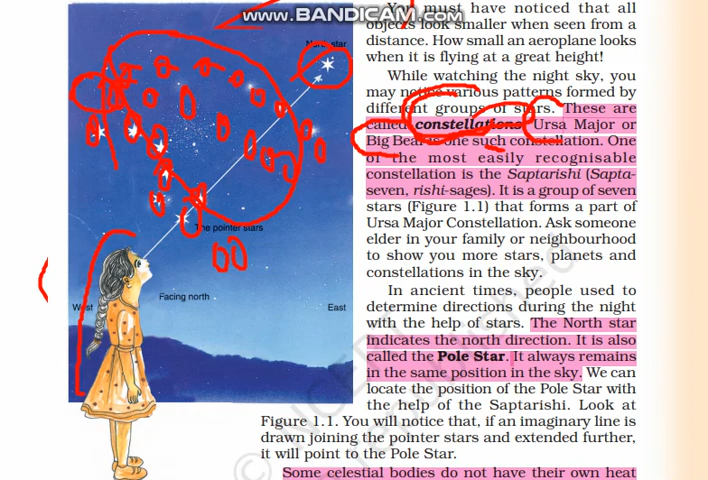 www.BANDICAM.com
North star
The pointer stars
Facing north
West
East
You must have noticed that all
objects look smaller when seen from a
distance. How small an aeroplane looks
when it is flying at a great height!
While watching the night sky, you
may notice various patterns formed by
different groups of stars. These are
called constellations. Ursa Major or
Big Bear is one such constellation. One
of the most easily recognisable
constellation is the Saptarishi (Sapta-
seven, rishi-sages). It is a group of seven
stars (Figure 1.1) that forms a part of
Ursa Major Constellation. Ask someone
elder in your family or neighbourhood
to show you more stars, planets and
constellations in the sky.
In ancient times, people used to
determine directions during the night
with the help of stars. The North star
indicates the north direction. It is also
called the Pole Star. It always remains
in the same position in the sky. We can
locate the position of the Pole Star with
the help of the Saptarishi. Look at
Figure 1.1. You will notice that, if an imaginary line is
drawn joining the pointer stars and extended further,
it will point to the Pole Star.
Some celestial bodies do not have their own heat